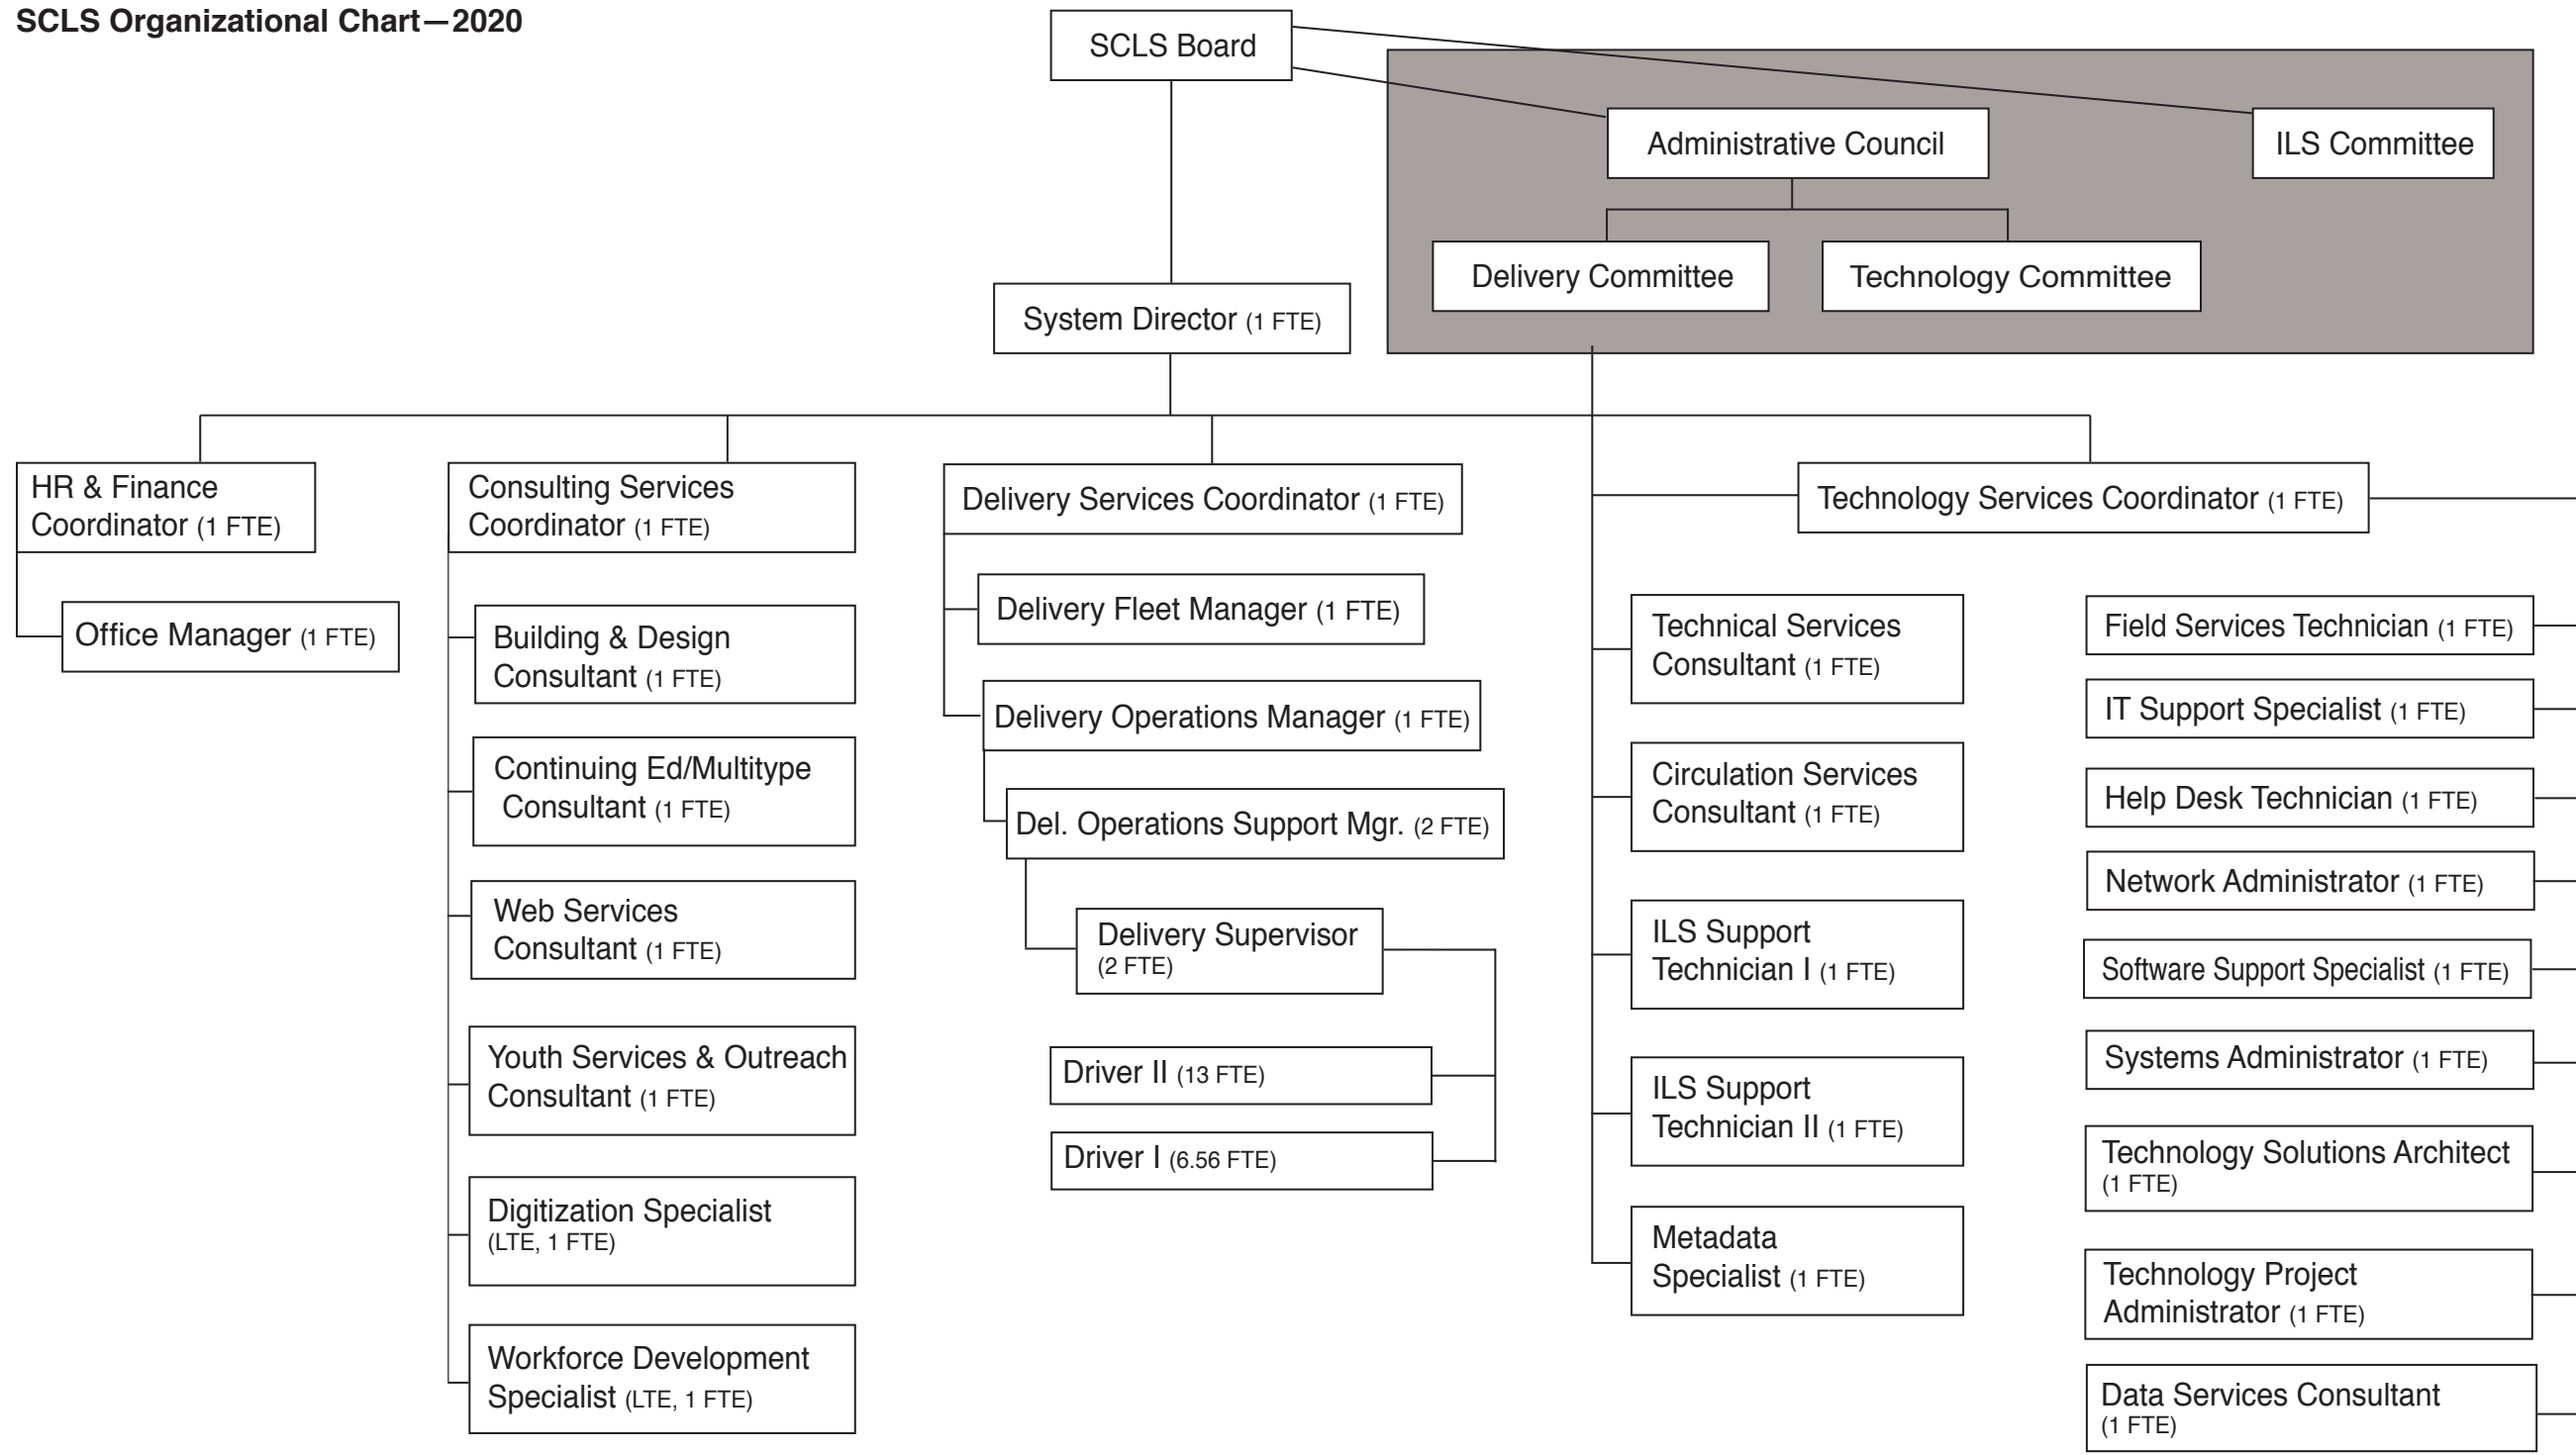 SCLS Organizational Chart—2020
SCLS Board
Administrative Council
ILS Committee
Delivery Committee
Technology Committee
System Director (1 FTE)
HR & Finance
Coordinator (1 FTE)
Office Manager (1 FTE)
Consulting Services
Coordinator (1 FTE)
Building & Design
Consultant (1 FTE)
Continuing Ed/Multitype
Consultant (1 FTE)
Web Services
Consultant (1 FTE)
Youth Services & Outreach
Consultant (1 FTE)
Digitization Specialist
(LTE, 1 FTE)
Workforce Development
Specialist (LTE, 1 FTE)
Delivery Services Coordinator (1 FTE)
Delivery Fleet Manager (1 FTE)
Delivery Operations Manager (1 FTE)
Del. Operations Support Mgr. (2 FTE)
Delivery Supervisor
(2 FTE)
Driver II (13 FTE)
Driver I (6.56 FTE)
Technology Services Coordinator (1 FTE)
Technical Services
Consultant (1 FTE)
Circulation Services
Consultant (1 FTE)
ILS Support
Technician I (1 FTE)
ILS Support
Technician II (1 FTE)
Metadata
Specialist (1 FTE)
Field Services Technician (1 FTE)
IT Support Specialist (1 FTE)
Help Desk Technician (1 FTE)
Network Administrator (1 FTE)
Software Support Specialist (1 FTE)
Systems Administrator (1 FTE)
Technology Solutions Architect
(1 FTE)
Technology Project
Administrator (1 FTE)
Data Services Consultant
(1 FTE)